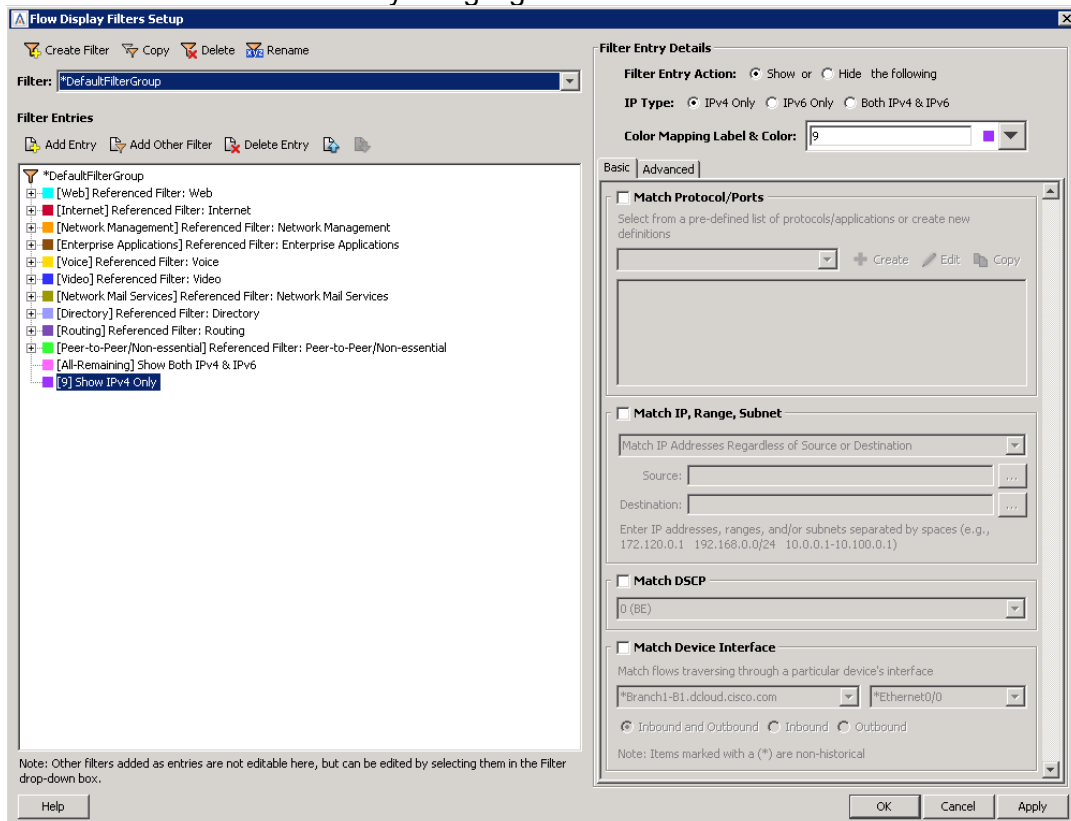 Flow Display Filters Setup
Create Filter Copy Delete Rename
Filter: *DefaultFilterGroup
Filter Entries
Add Entry Add Other Filter Delete Entry
*DefaultFilterGroup
[Web] Referenced Filter: Web
[Internet] Referenced Filter: Internet
[Network Management] Referenced Filter: Network Management
[Enterprise Applications] Referenced Filter: Enterprise Applications
[Voice] Referenced Filter: Voice
[Video] Referenced Filter: Video
[Network Mail Services] Referenced Filter: Network Mail Services
[Directory] Referenced Filter: Directory
[Routing] Referenced Filter: Routing
[Peer-to-Peer/Non-essential] Referenced Filter: Peer-to-Peer/Non-essential
[All-Remaining] Show Both IPv4 & IPv6
[9] Show IPv4 Only
Note: Other filters added as entries are not editable here, but can be edited by selecting them in the Filter
drop-down box.
Help
Filter Entry Details
Filter Entry Action: Show or Hide the following
IP Type: IPv4 Only IPv6 Only Both IPv4 & IPv6
Color Mapping Label & Color: 9
Basic Advanced
Match Protocol/Ports
Select from a pre-defined list of protocols/applications or create new
definitions
Create Edit Copy
Match IP, Range, Subnet
Match IP Addresses Regardless of Source or Destination
Source: ...
Destination: ...
Enter IP addresses, ranges, and/or subnets separated by spaces (e.g.,
172.120.0.1 192.168.0.0/24 10.0.0.1-10.100.0.1)
Match DSCP
0 (BE)
Match Device Interface
Match flows traversing through a particular device's interface
*Branch1-B1.dcloud.cisco.com *Ethernet0/0
Inbound and Outbound Inbound Outbound
Note: Items marked with a (*) are non-historical
OK Cancel Apply